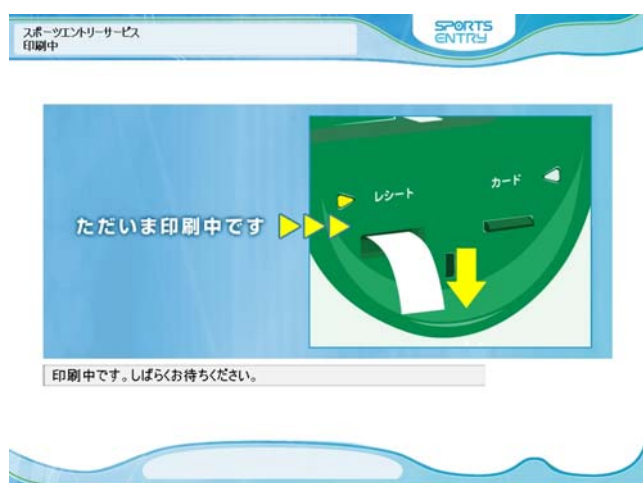 スポーツエントリーサービス
印刷中
SPORTS
ENTRY
レシート
カード
ただいま印刷中です
印刷中です。しばらくお待ちください。